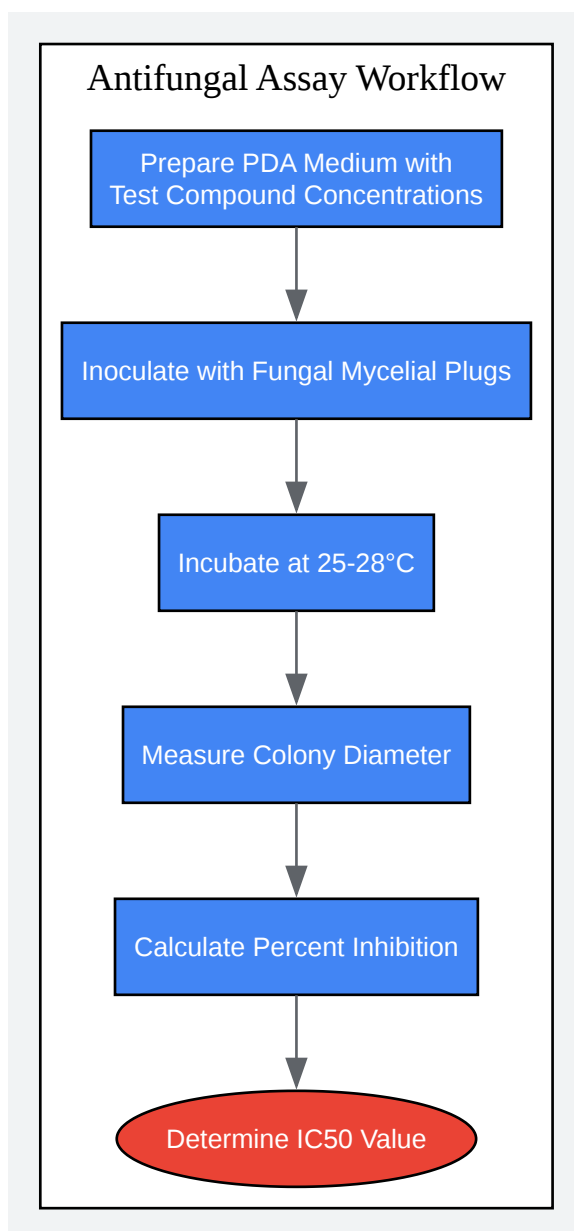 Antifungal Assay Workflow
Prepare PDA Medium with
Test Compound Concentrations
Inoculate with Fungal Mycelial Plugs
Incubate at 25-28°C
Measure Colony Diameter
Calculate Percent Inhibition
Determine IC50 Value